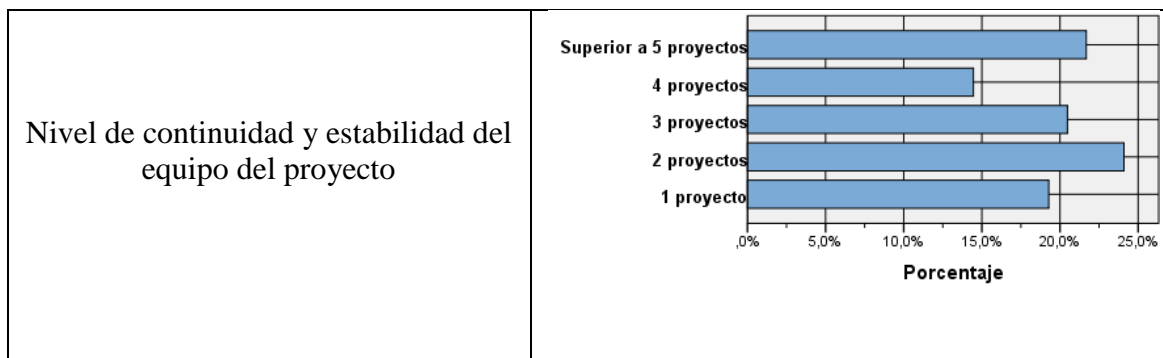 Nivel de continuidad y estabilidad del
equipo del proyecto
Superior a 5 proyectos
4 proyectos
3 proyectos
2 proyectos
1 proyecto
,0% 5,0% 10,0% 15,0% 20,0% 25,0%
Porcentaje